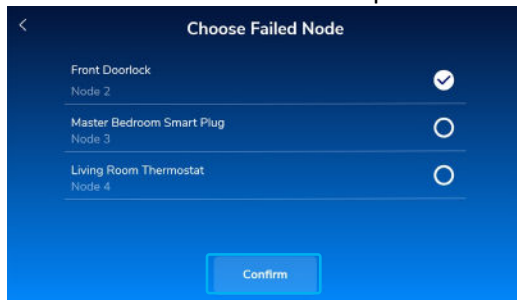 Choose Failed Node
Front Doorlock
Node 2
Master Bedroom Smart Plug
Node 3
Living Room Thermostat
Node 4
Confirm